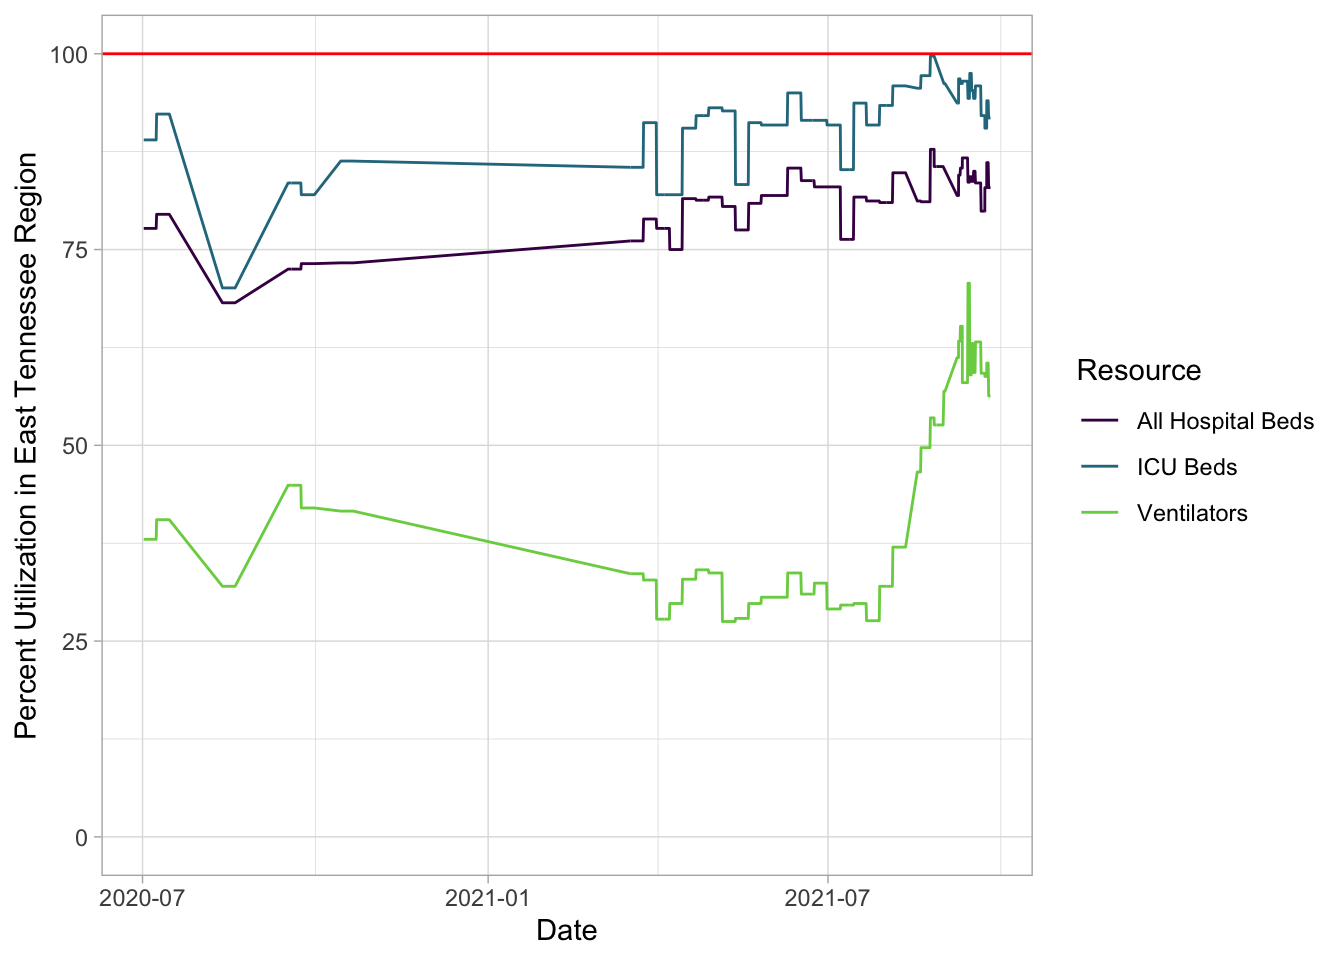 Percent Utilization in East Tennessee Region
100
75
50
25
0
2020-07
2021-01
2021-07
Date
Resource
All Hospital Beds
ICU Beds
Ventilators